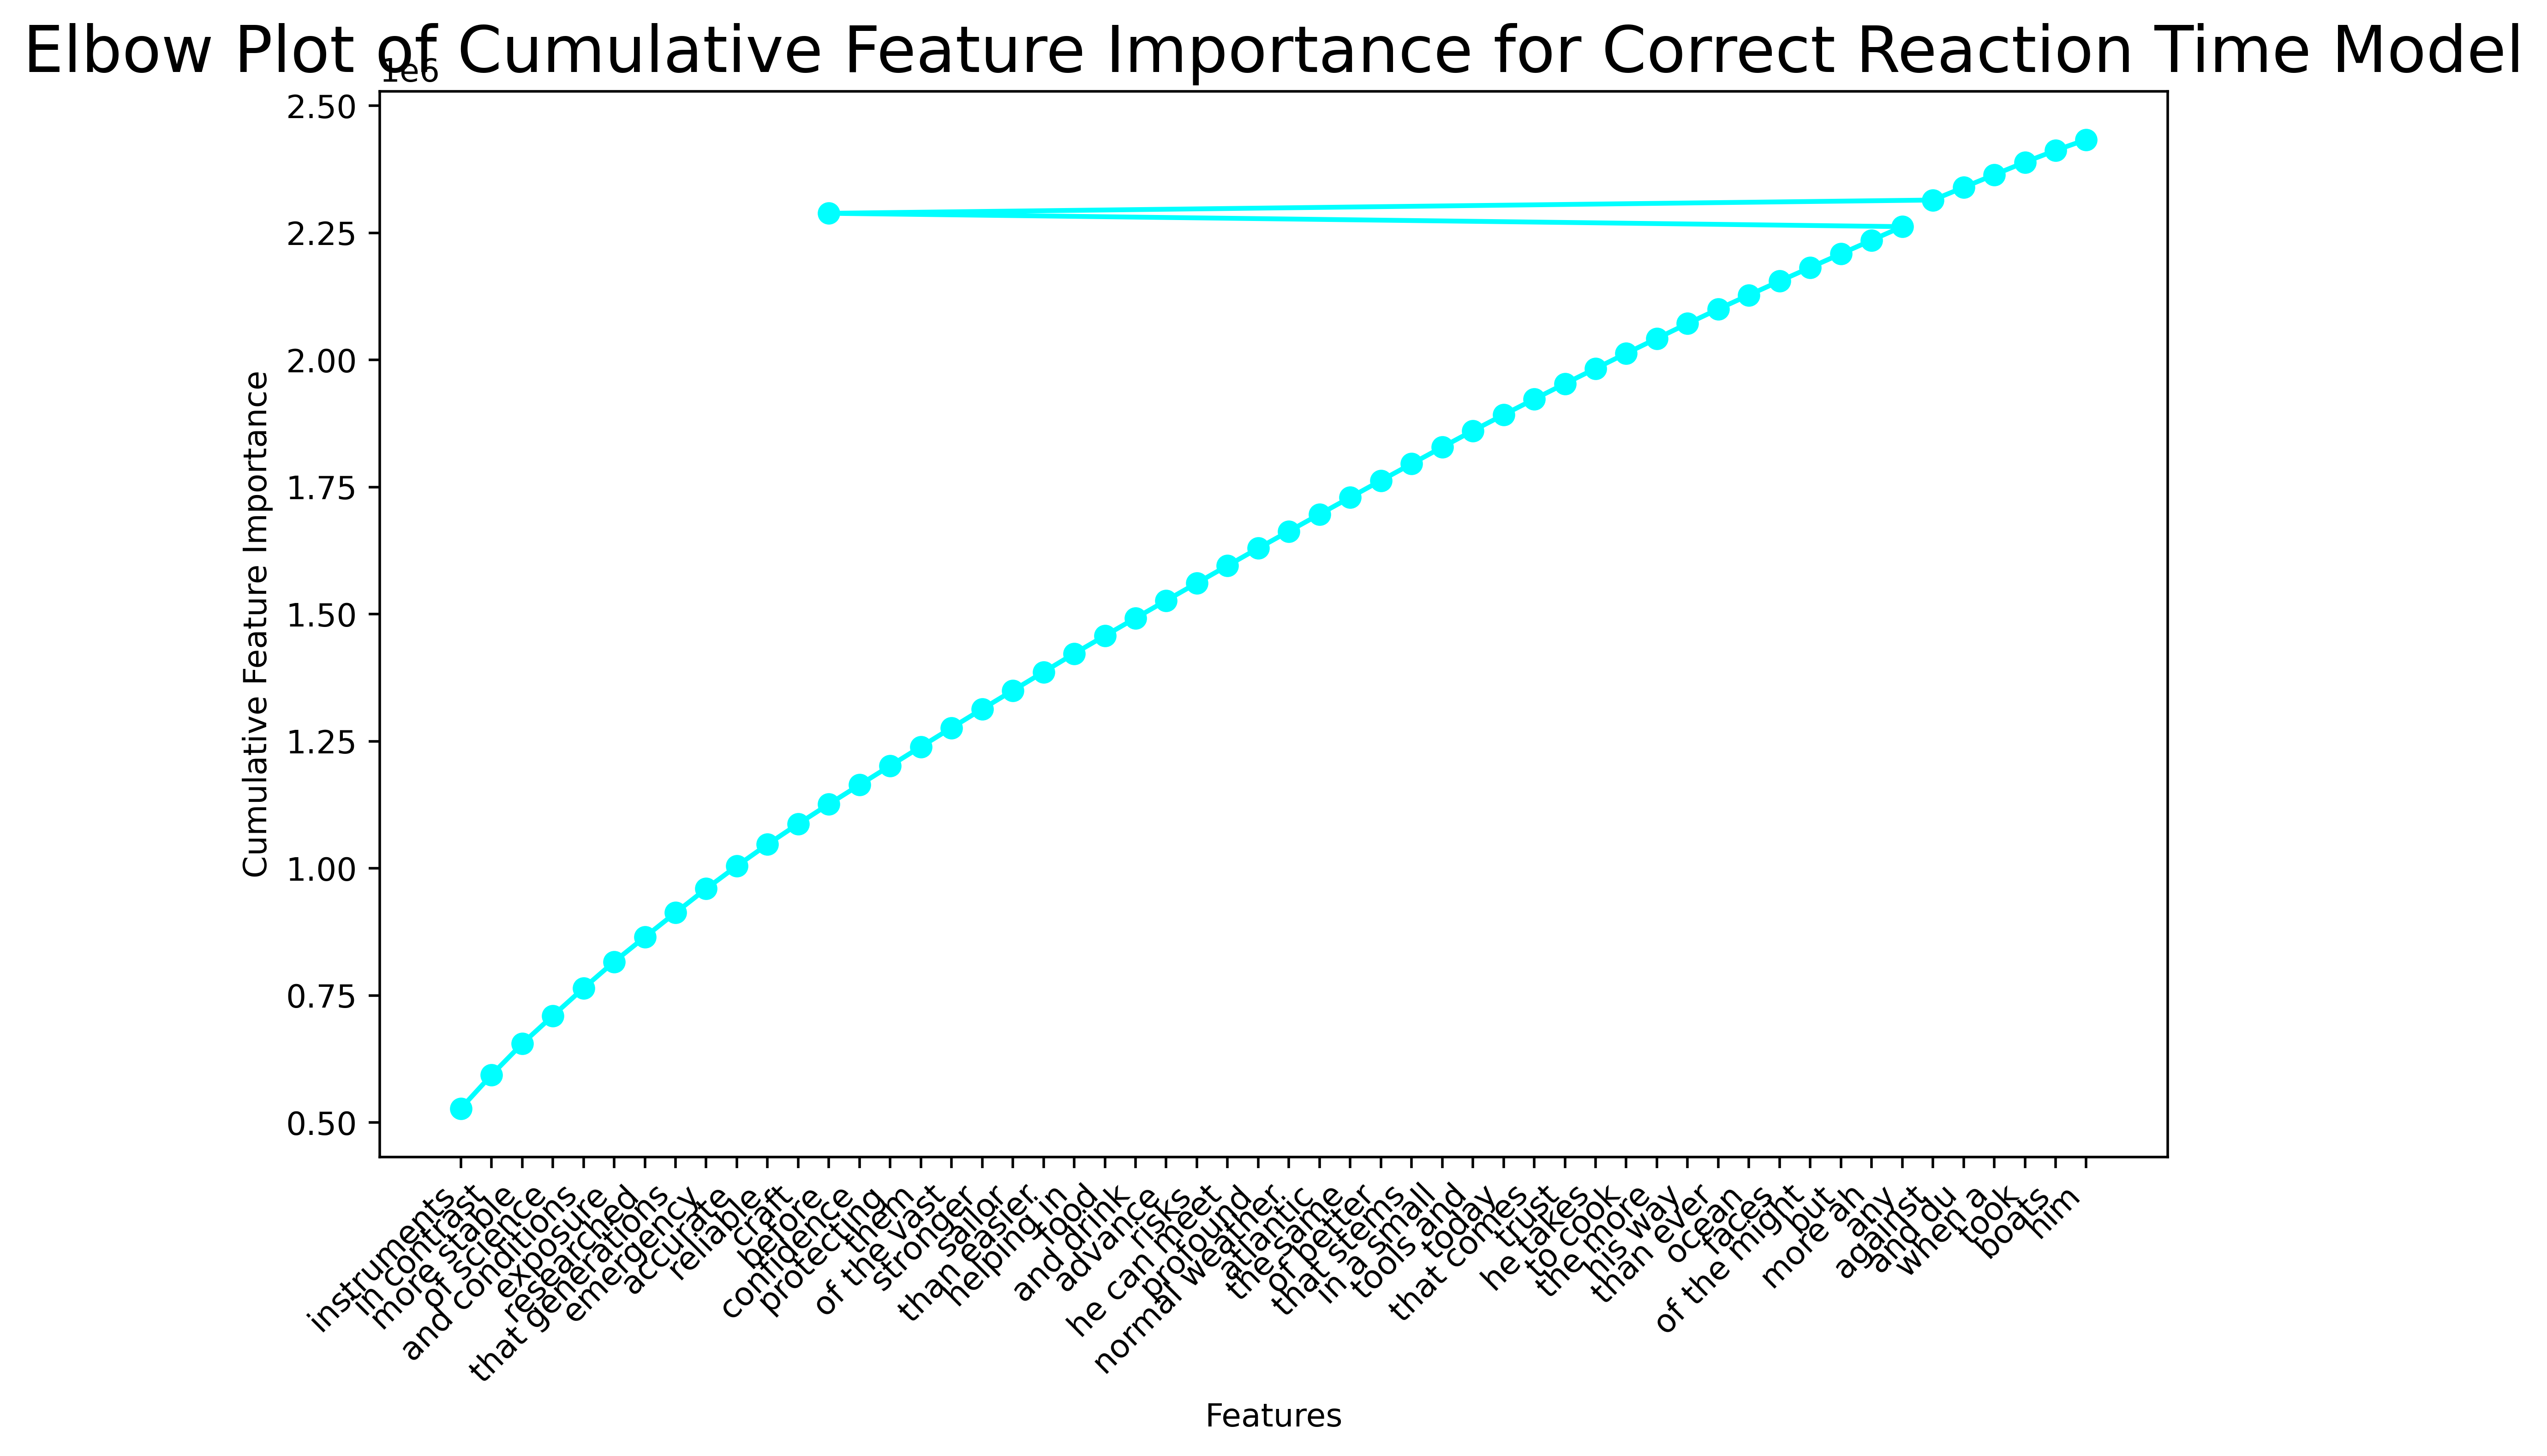 Elbow Plot of Cumulative Feature Importance for Correct Reaction Time Model
1e6
2.50
2.25
2.00
1.75
1.50
1.25
1.00
0.75
0.50
Cumulative Feature Importance
instruments
in contrast
more stable
of science
and conditions
exposure
researched
that generations
emergency
accurate
reliable
craft
before
confidence
protecting
them
of the vast
stronger
sailor
than easier
helping in
food
and drink
advance
risks
he can meet
profound
normal weather
atlantic
the same
of better
that stems
in a small
tools and
today
that comes
trust
he takes
to cook
the more
his way
than ever
ocean
faces
of the might
but
more ah
any
against
and du
when a
took
boats
him
Features